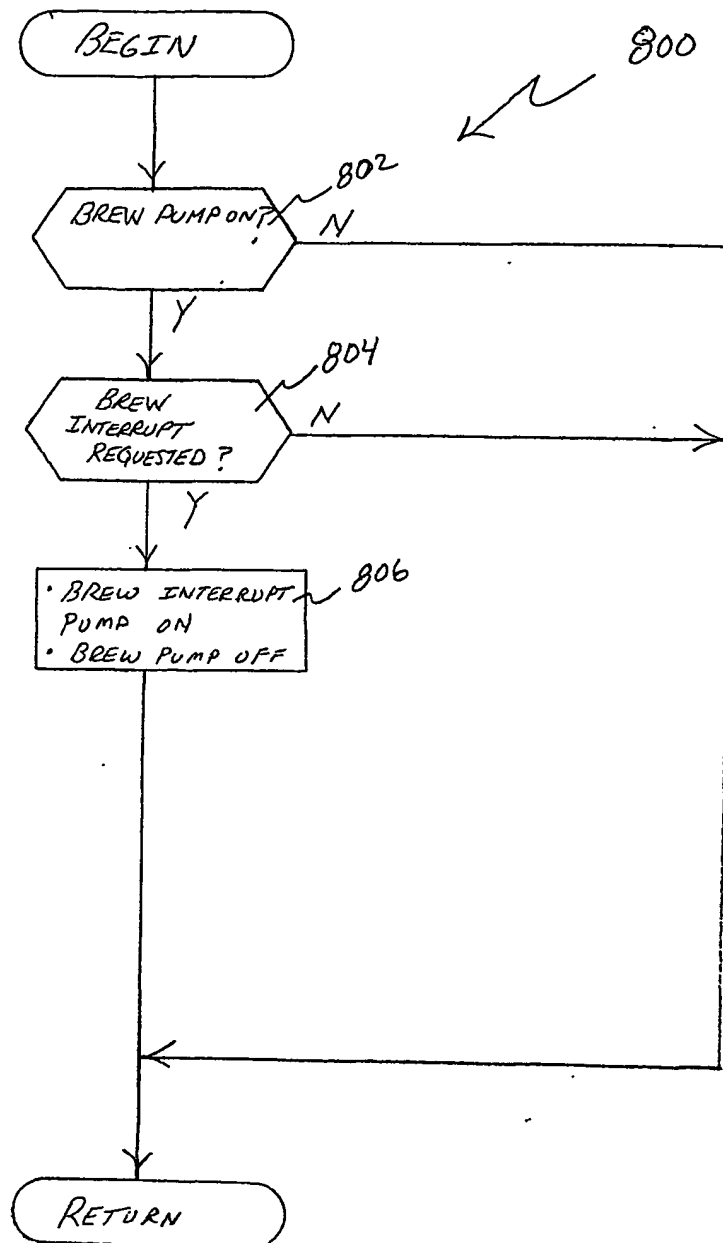 BEGIN
800
802
BREW PUMP ON?
N
Y
804
BREW
INTERRUPT
REQUESTED?
N
Y
806
• BREW INTERRUPT
PUMP ON
• BREW PUMP OFF
RETURN